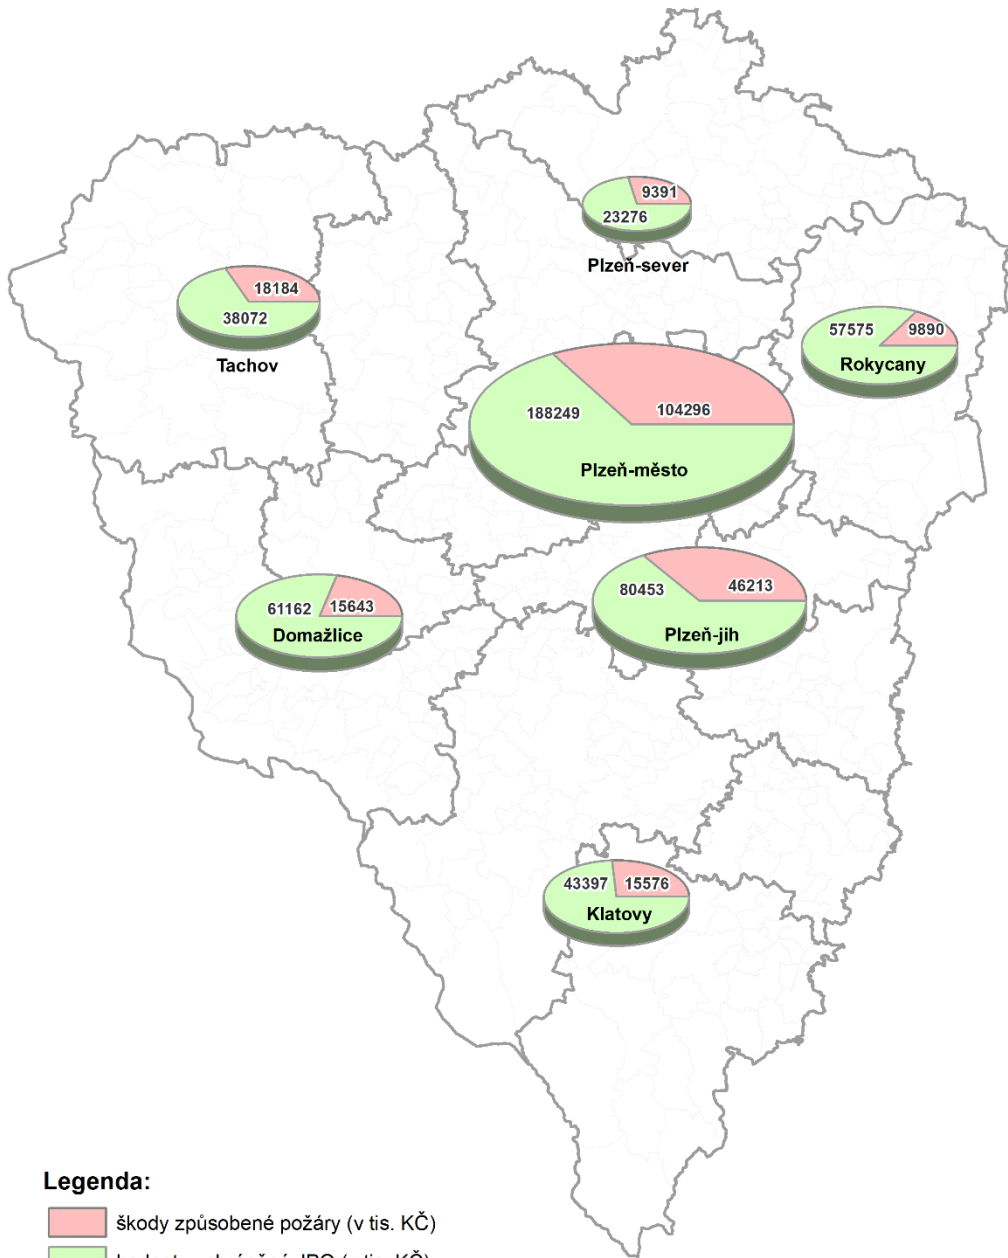 9391
23276
Plzeň-sever
18184
38072
Tachov
57575 9890
Rokycany
188249 104296
Plzeň-město
61162 15643
Domažlice
80453 46213
Plzeň-jih
43397 15576
Klatovy
Legenda:
škody způsobené požáry (v tis. KČ)